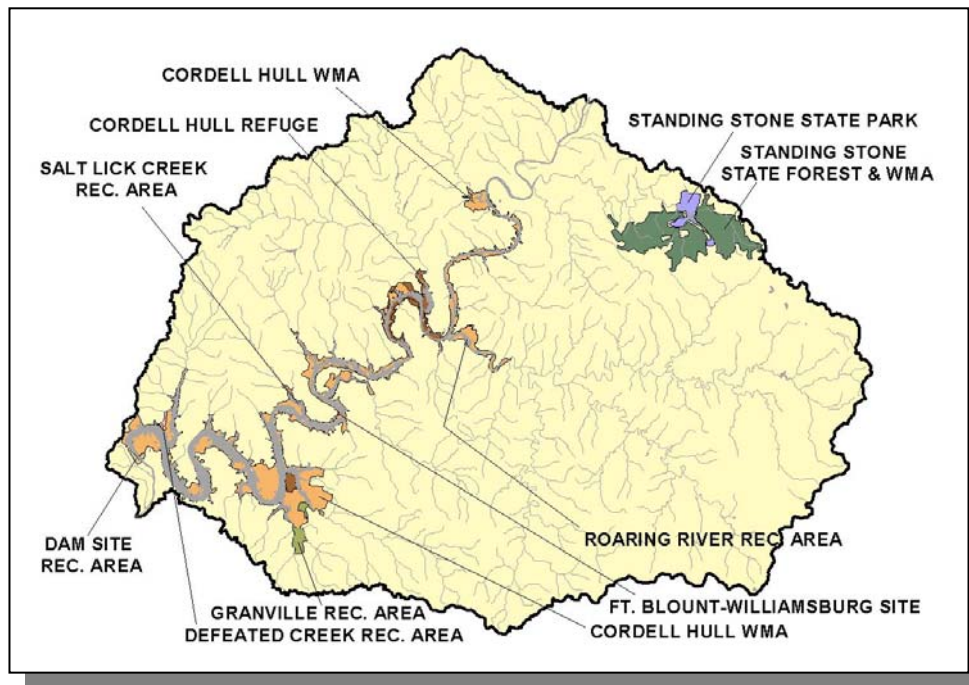 CORDELL HULL WMA
CORDELL HULL REFUGE
SALT LICK CREEK
REC. AREA
STANDING STONE STATE PARK
STANDING STONE
STATE FOREST & WMA
DAM SITE
REC. AREA
ROARING RIVER REC. AREA
GRANVILLE REC. AREA
DEFEATED CREEK REC. AREA
FT. BLOUNT-WILLIAMSBURG SITE
CORDELL HULL WMA